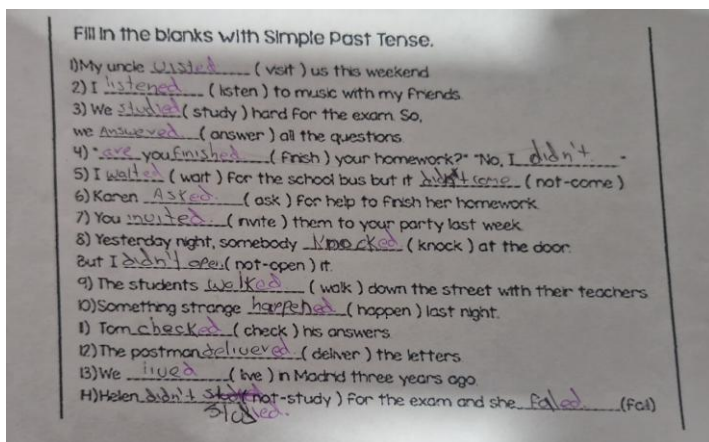 Fill in the blanks with Simple Past Tense.
1) My uncle visted (visit) us this weekend
2) I listened (listen) to music with my friends.
3) We studied (study) hard for the exam. So,
we Answered (answer) all the questions.
4) "are you finished (finish) your homework?" "No, I didn't."
5) I waited (wait) for the school bus but it didn't come (not-come)
6) Karen Asked (ask) for help to finish her homework.
7) You invited (invite) them to your party last week.
8) Yesterday night, somebody knocked (knock) at the door.
But I didn't open (not-open) it.
9) The students walked (walk) down the street with their teachers
10) Something strange happened (happen) last night.
11) Tom checked (check) his answers
12) The postman delivered (deliver) the letters
13) We lived (live) in Madrid three years ago.
14) Helen didn't (not-study) for the exam and she faled (fail)